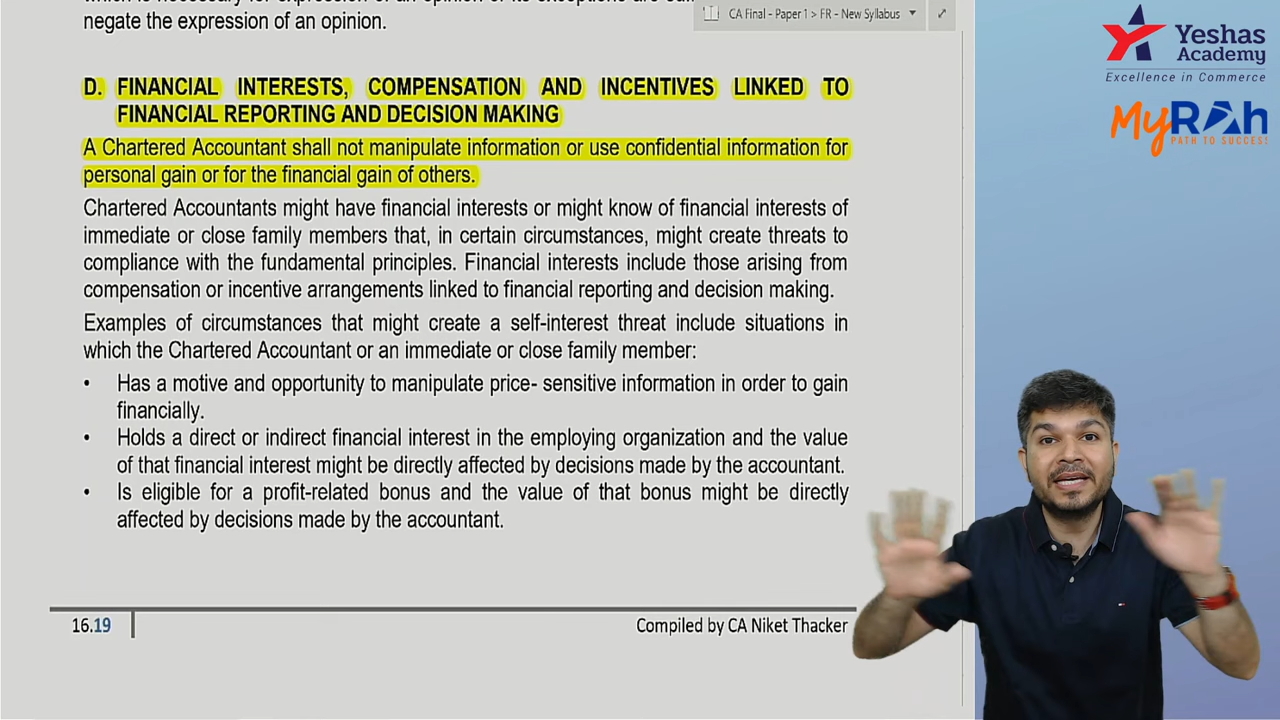 negate the expression of an opinion.
CA Final - Paper 1 > FR - New Syllabus
Yeshas
Academy
Excellence in Commerce
MyRAh
PATH TO SUCCESS
D. FINANCIAL INTERESTS, COMPENSATION AND INCENTIVES LINKED TO
FINANCIAL REPORTING AND DECISION MAKING
A Chartered Accountant shall not manipulate information or use confidential information for
personal gain or for the financial gain of others.
Chartered Accountants might have financial interests or might know of financial interests of
immediate or close family members that, in certain circumstances, might create threats to
compliance with the fundamental principles. Financial interests include those arising from
compensation or incentive arrangements linked to financial reporting and decision making.
Examples of circumstances that might create a self-interest threat include situations in
which the Chartered Accountant or an immediate or close family member:
• Has a motive and opportunity to manipulate price- sensitive information in order to gain
financially.
• Holds a direct or indirect financial interest in the employing organization and the value
of that financial interest might be directly affected by decisions made by the accountant.
• Is eligible for a profit-related bonus and the value of that bonus might be directly
affected by decisions made by the accountant.
16.19
Compiled by CA Niket Thacker